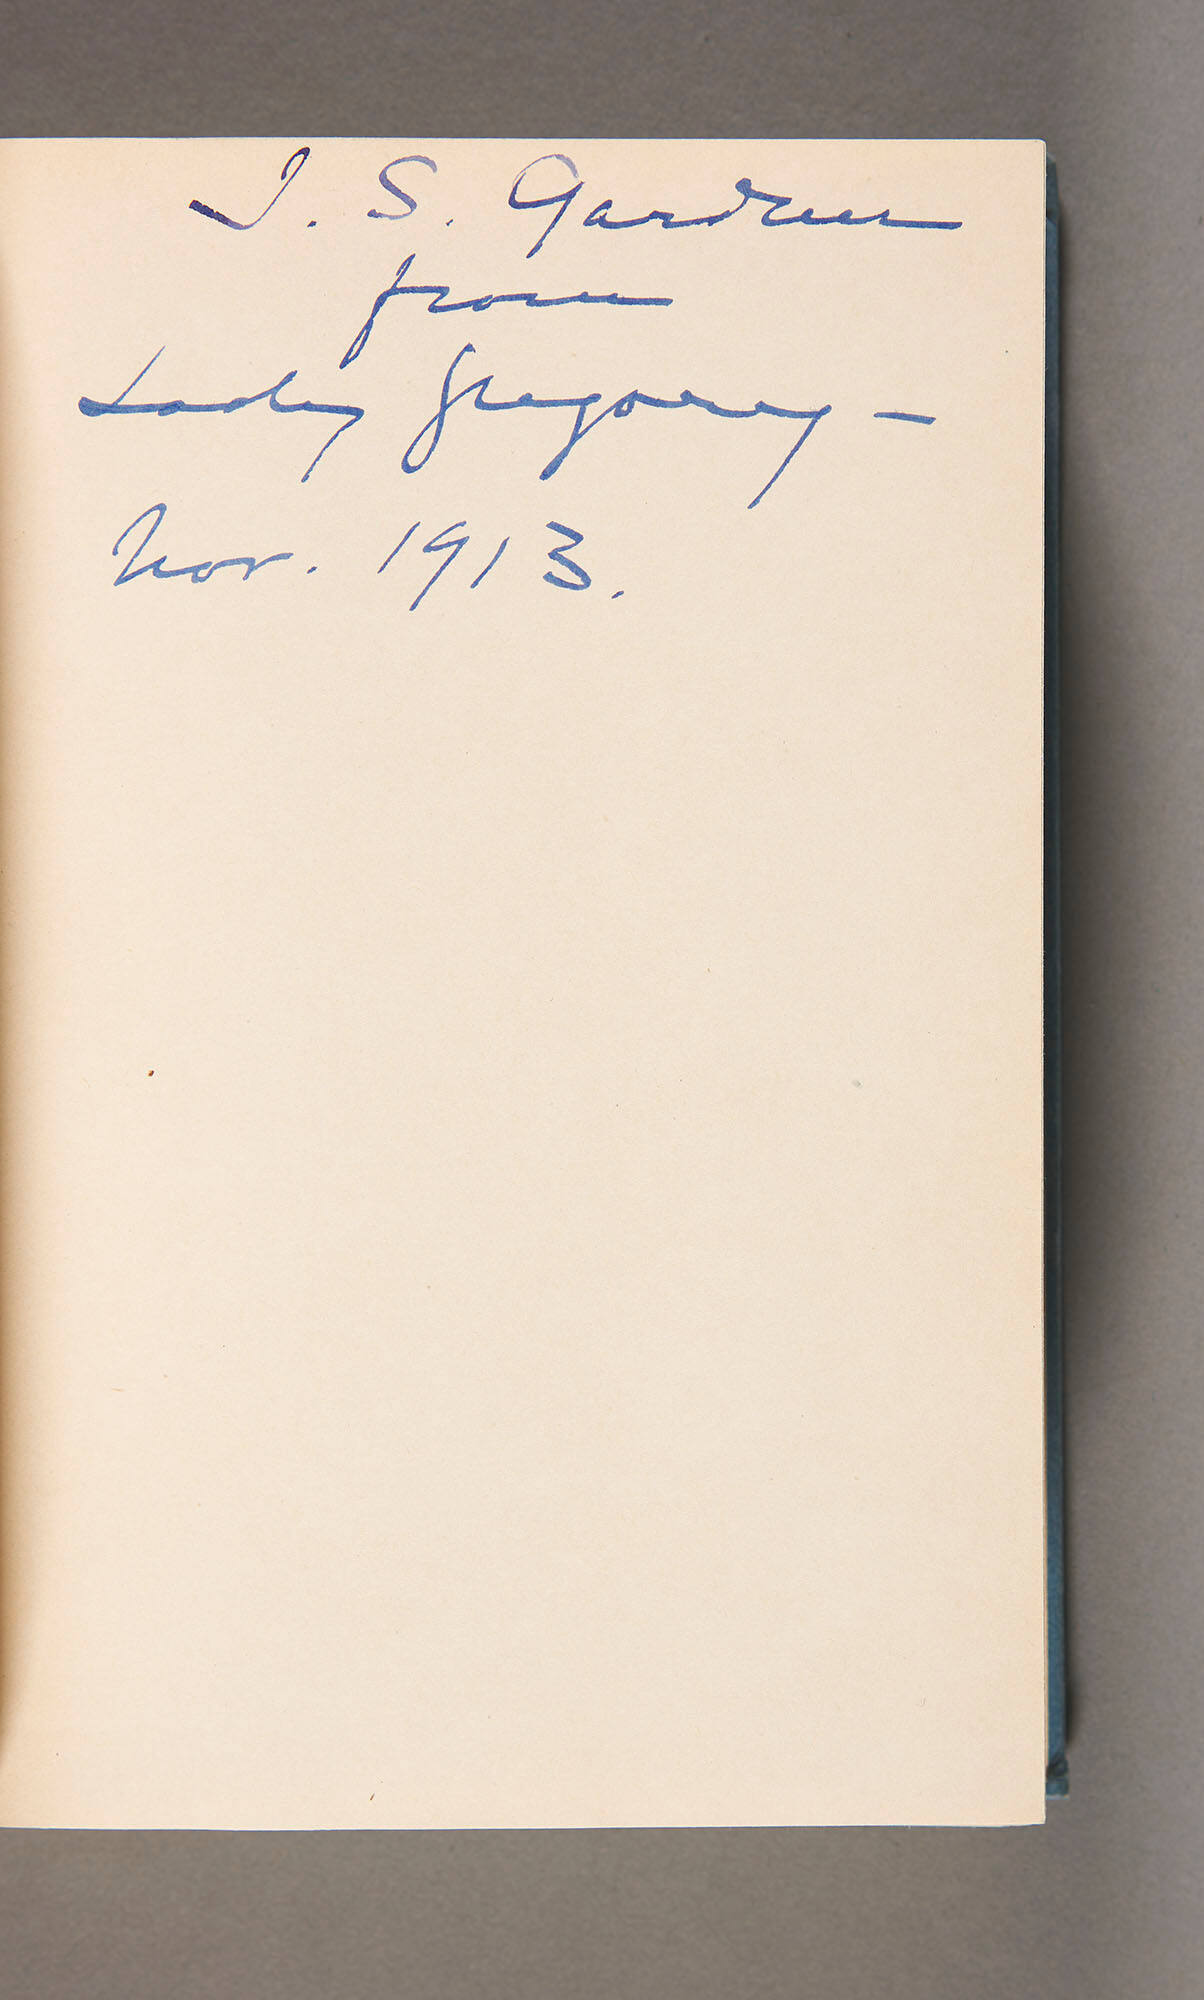 I. S. Gardner
from
Lady Gregory –
Nov. 1913.